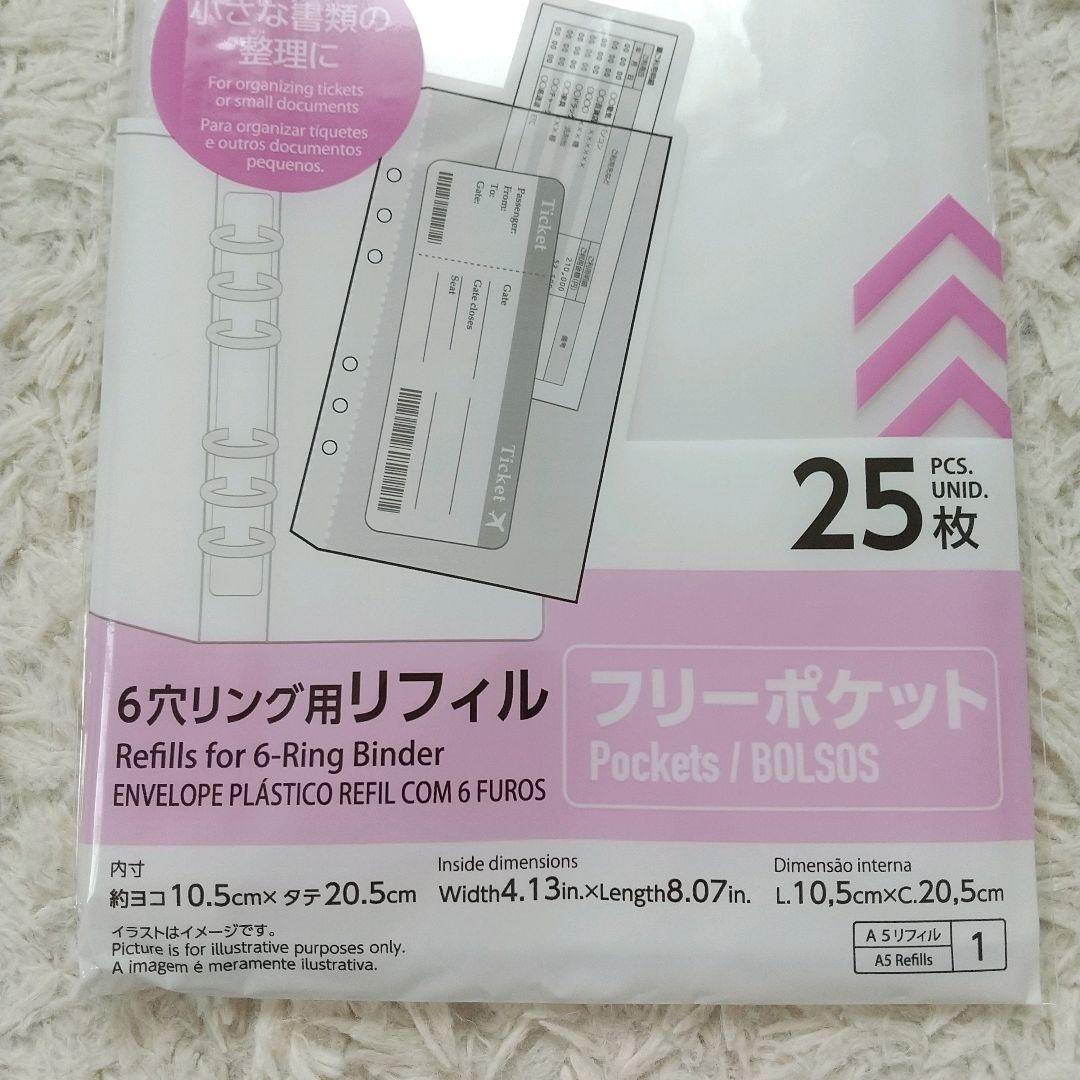 小さな書類の
整理に
For organizing tickets
or small documents
Para organizar tíquetes
e outros documentos
pequenos.
Ticket
Passenger:
From:
To:
Gate:
Gate
Gate closes
Seat
Ticket
210,000
備考
25 PCS.
UNID.
枚
6穴リング用リフィル
Refills for 6-Ring Binder
ENVELOPE PLÁSTICO REFIL COM 6 FUROS
フリーポケット
Pockets / BOLSOS
内寸
約ヨコ10.5cm×タテ20.5cm
Inside dimensions
Width4.13in.×Length8.07in.
Dimensão interna
L. 10,5cm×C. 20,5cm
イラストはイメージです。
Picture is for illustrative purposes only.
A imagem é meramente ilustrativa.
A5リフィル
A5 Refills
1